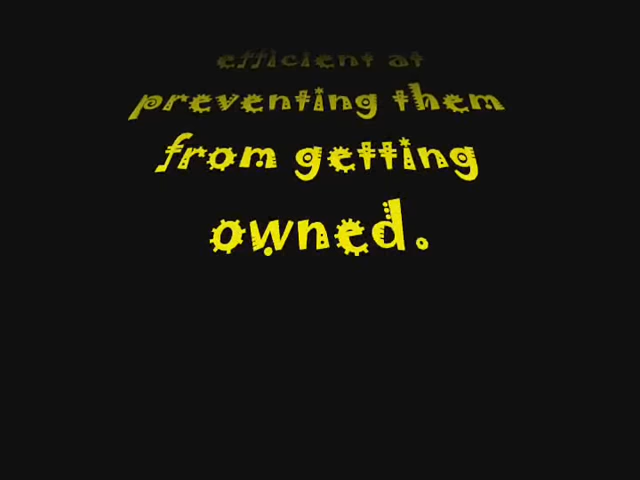 efficient at
preventing them
from getting
owned.